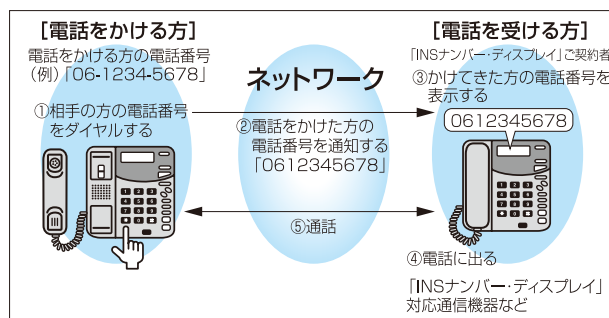 [電話をかける方]
電話をかける方の電話番号
(例)「06-1234-5678」
①相手の方の電話番号
をダイヤルする
ネットワーク
②電話をかけた方の
電話番号を通知する
「0612345678」
⑤通話
[電話を受ける方]
「INSナンバー・ディスプレイ」ご契約者
③かけてきた方の電話番号を
表示する
0612345678
④電話に出る
「INSナンバー・ディスプレイ」
対応通信機器など